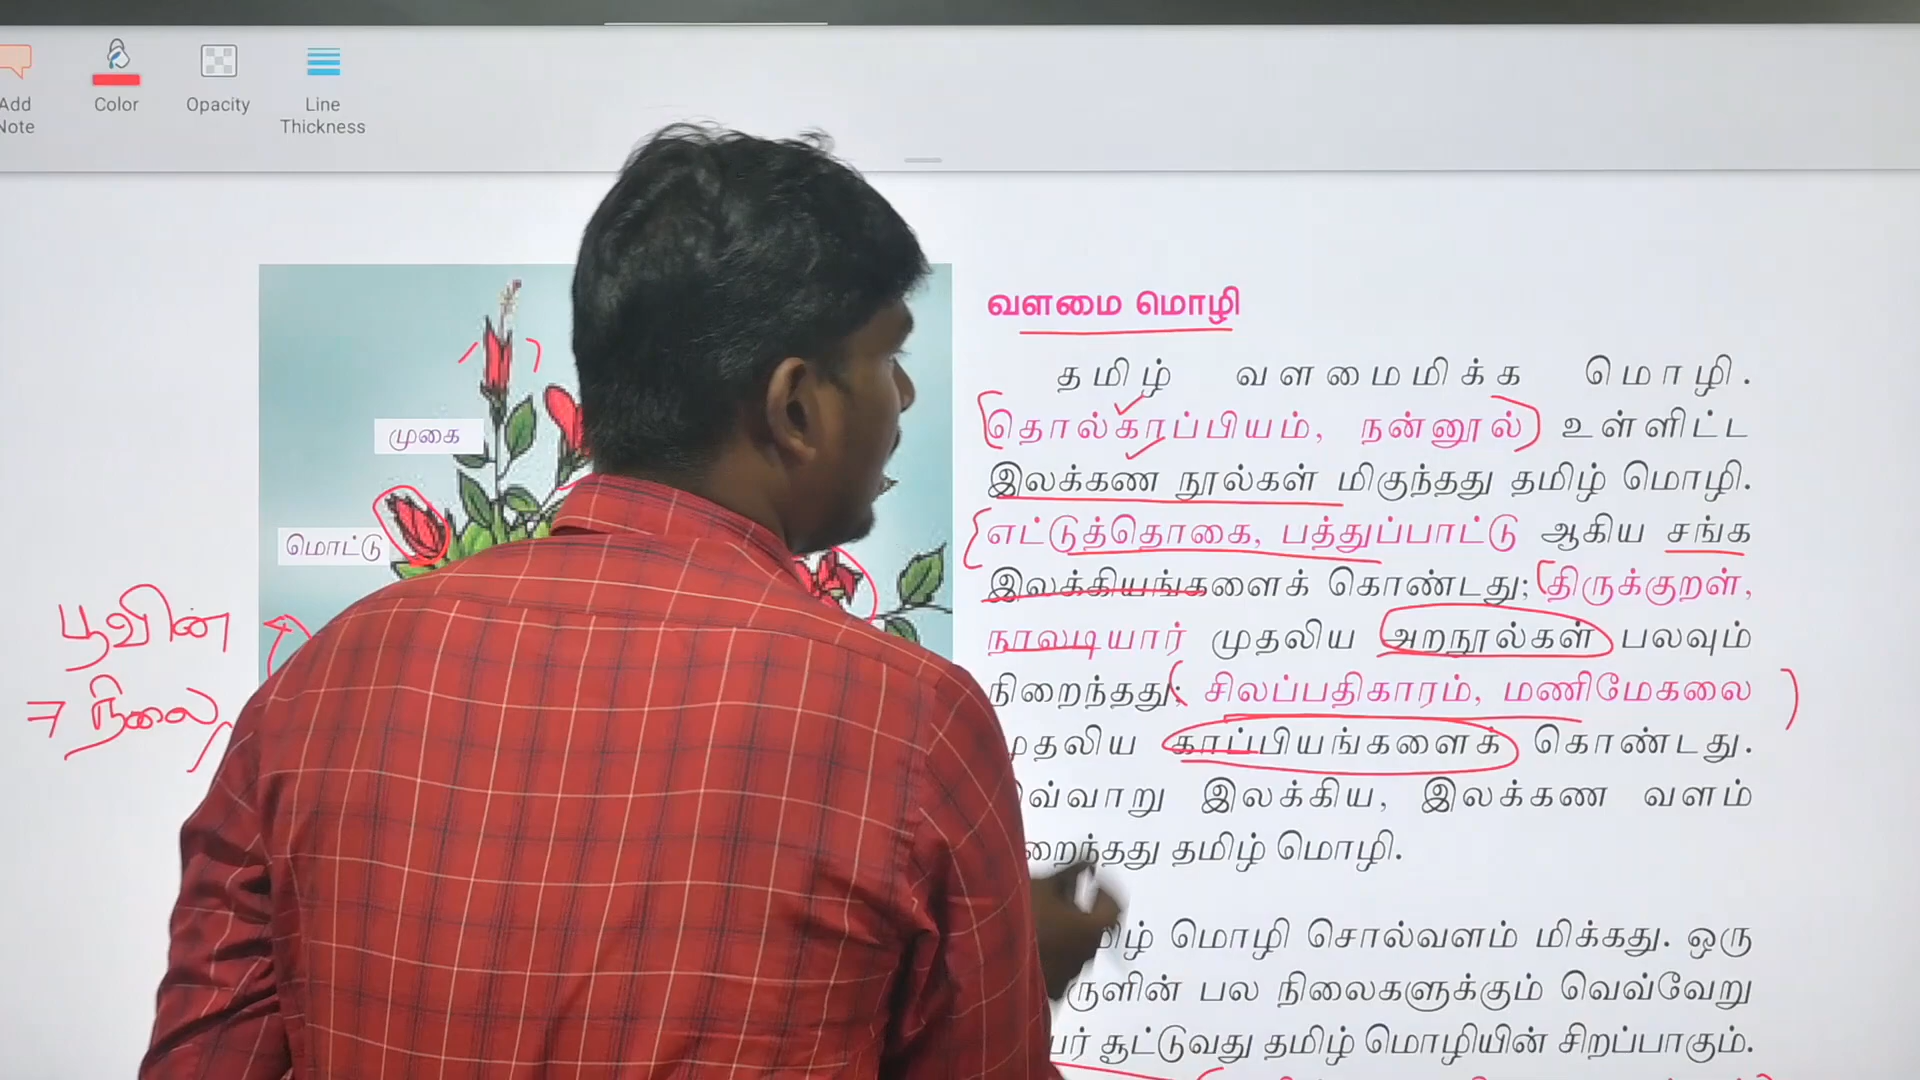 Add Note
Color
Opacity
Line Thickness
முகை
மொட்டு
பூவின்
7 நிலை
வளமை மொழி
தமிழ் வளமைமிக்க மொழி.
தொல்காப்பியம், நன்னூல் உள்ளிட்ட
இலக்கண நூல்கள் மிகுந்தது தமிழ் மொழி.
எட்டுத்தொகை, பத்துப்பாட்டு ஆகிய சங்க
இலக்கியங்களைக் கொண்டது; திருக்குறள்,
நாலடியார் முதலிய அறநூல்கள் பலவும்
நிறைந்தது; சிலப்பதிகாரம், மணிமேகலை
முதலிய காப்பியங்களைக் கொண்டது.
இவ்வாறு இலக்கிய, இலக்கண வளம்
நிறைந்தது தமிழ் மொழி.
தமிழ் மொழி சொல்வளம் மிக்கது. ஒரு
பல நிலைகளுக்கும் வெவ்வேறு
சூட்டுவது தமிழ் மொழியின் சிறப்பாகும்.